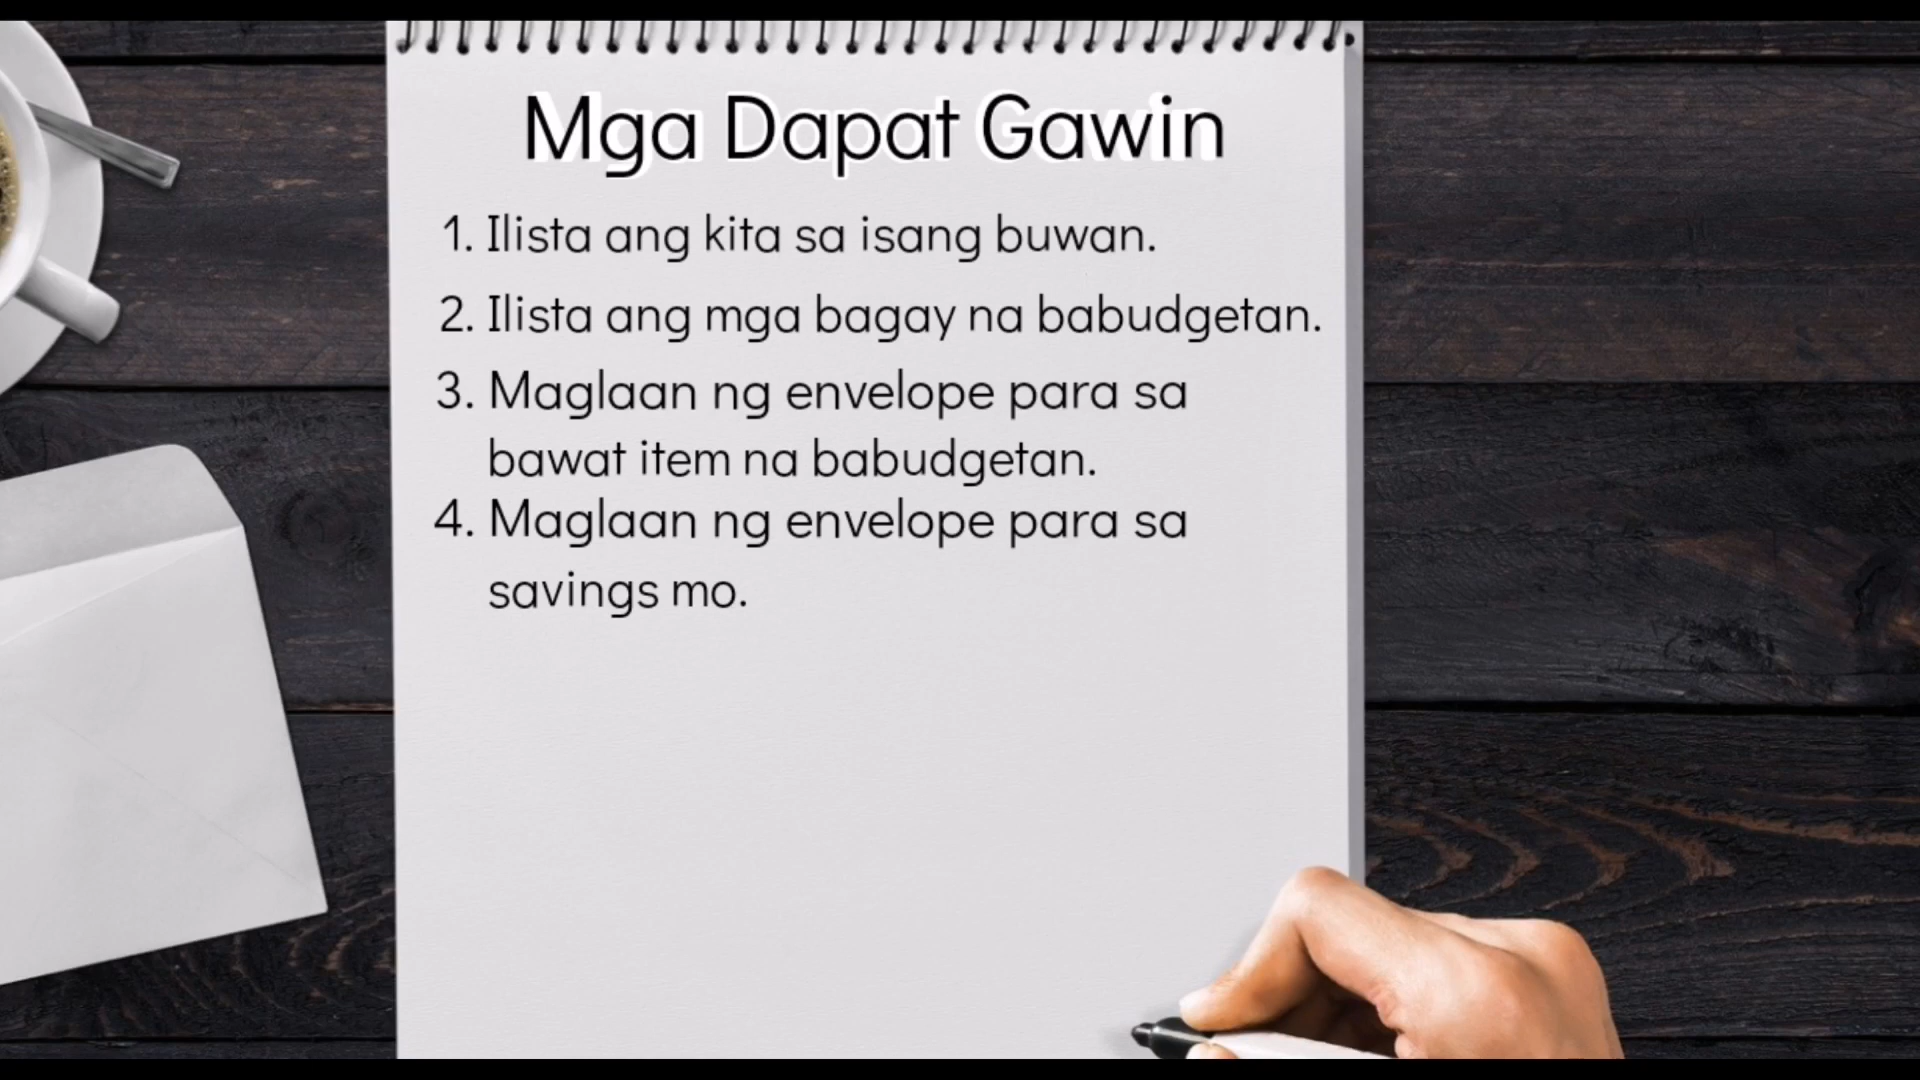 Mga Dapat Gawin
1. Ilista ang kita sa isang buwan.
2. Ilista ang mga bagay na babudgetan.
3. Maglaan ng envelope para sa
bawat item na babudgetan.
4. Maglaan ng envelope para sa
savings mo.